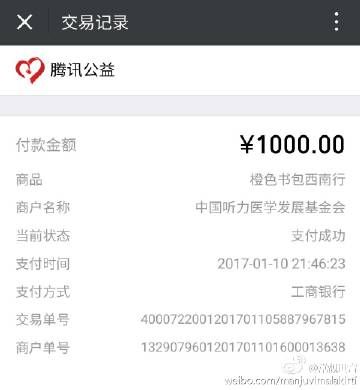 交易记录
腾讯公益
付款金额 ¥1000.00
商品 橙色书包西南行
商户名称 中国听力医学发展基金会
当前状态 支付成功
支付时间 2017-01-10 21:46:23
支付方式 工商银行
交易单号 4000722001201701105887967815
商户单号 1329079601201701101600013638
weibo.com/manjuvimalakirti